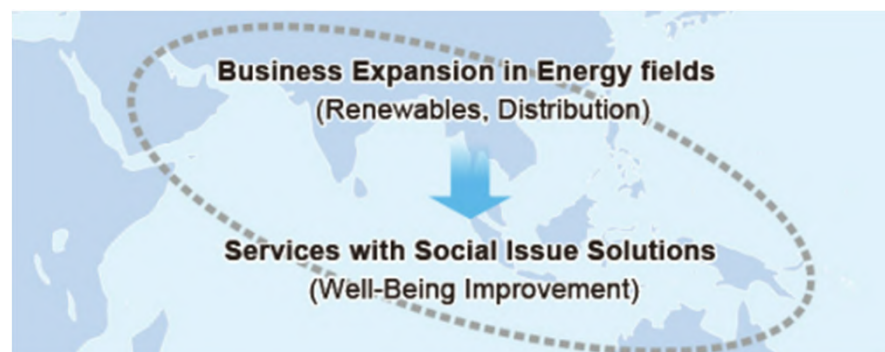 Business Expansion in Energy fields
(Renewables, Distribution)
Services with Social Issue Solutions
(Well-Being Improvement)